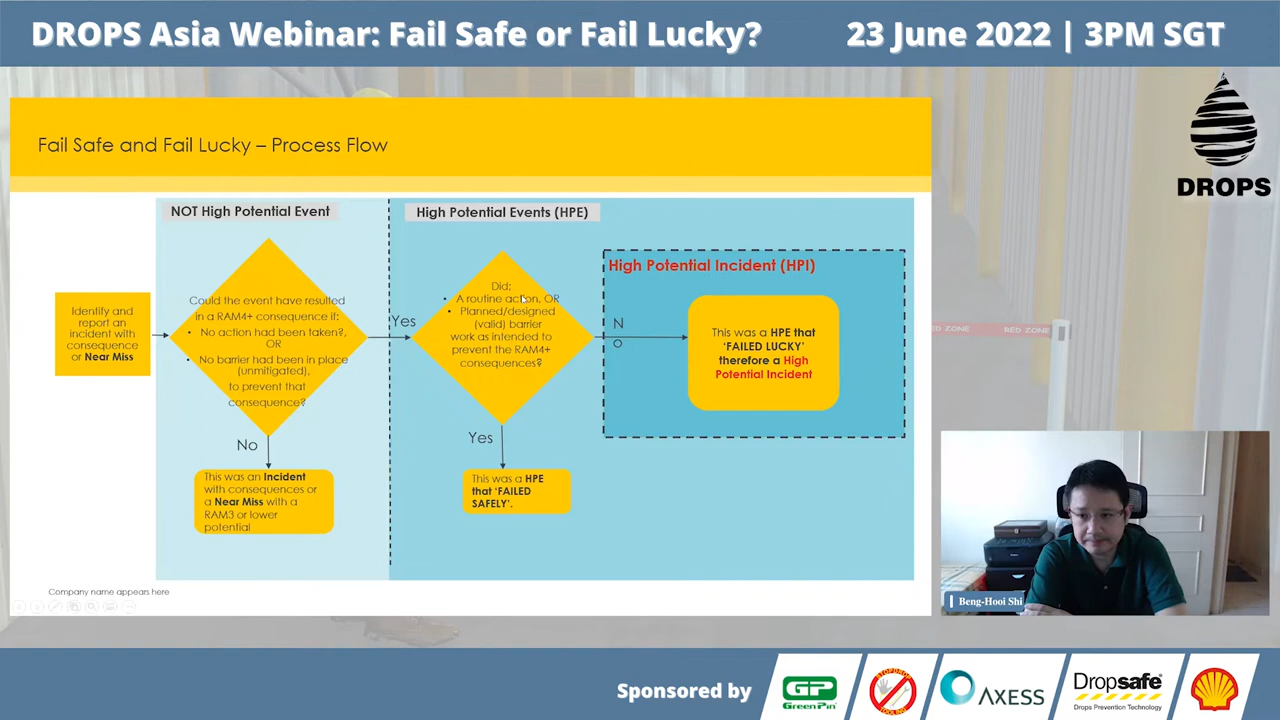 DROPS Asia Webinar: Fail Safe or Fail Lucky?
23 June 2022 | 3PM SGT
DROPS
Fail Safe and Fail Lucky – Process Flow
NOT High Potential Event
High Potential Events (HPE)
High Potential Incident (HPI)
Identify and
report an
incident with
consequence
or Near Miss
Could the event have resulted
in a RAM4+ consequence if:
• No action had been taken?,
OR
• No barrier had been in place
(unmitigated),
to prevent that
consequence?
Yes
Did:
• A routine action, OR
• Planned/designed
(valid) barrier
work as intended to
prevent the RAM4+
consequences?
N
o
This was a HPE that
‘FAILED LUCKY’
therefore a High
Potential Incident
No
Yes
This was an Incident
with consequences or
a Near Miss with a
RAM3 or lower
potential
This was a HPE
that ‘FAILED
SAFELY’.
Company name appears here
RED ZONE
RED ZONE
Beng-Hooi Shi
Sponsored by
GP
GreenPin
STOPDROP
TOOLING
AXESS
Dropsafe
Drops Prevention Technology